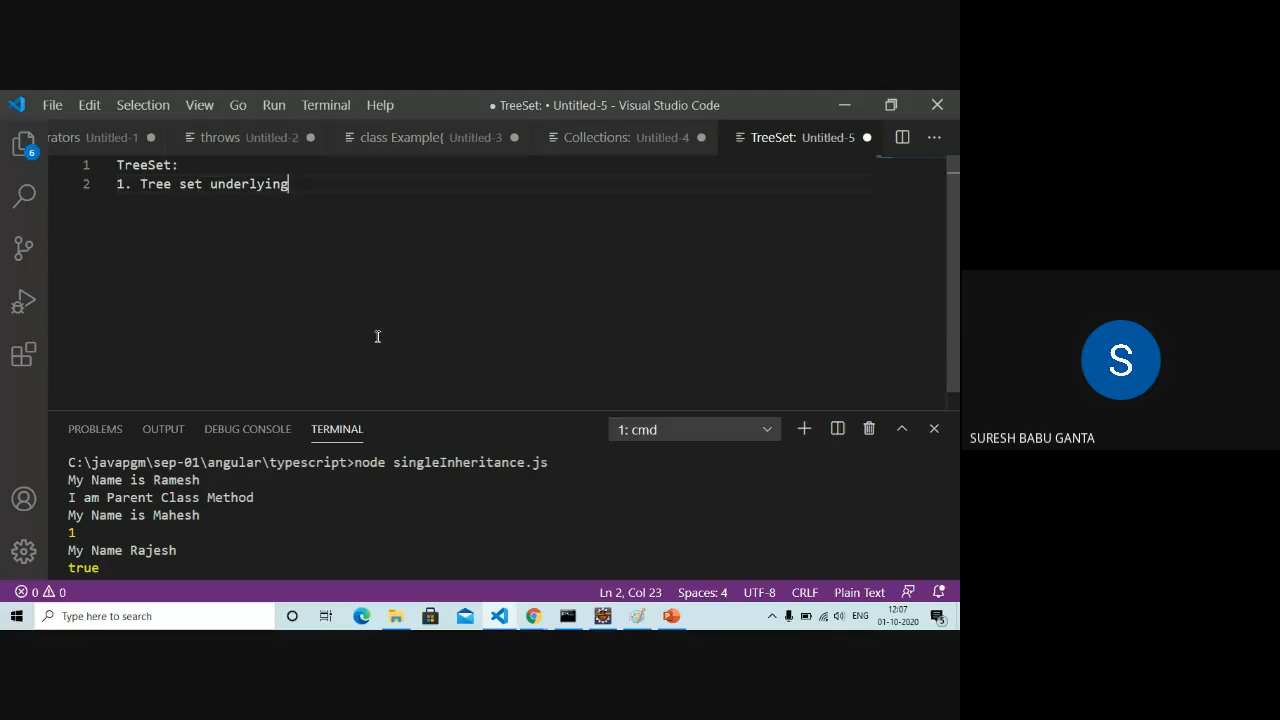 File Edit Selection View Go Run Terminal Help
● TreeSet: • Untitled-5 - Visual Studio Code
rators Untitled-1 ●
throws Untitled-2 ●
class Example{ Untitled-3 ●
Collections: Untitled-4 ●
TreeSet: Untitled-5 ●
6
1 TreeSet:
2 1. Tree set underlying
PROBLEMS OUTPUT DEBUG CONSOLE TERMINAL
1: cmd
C:\javapgm\sep-01\angular\typescript>node singleInheritance.js
My Name is Ramesh
I am Parent Class Method
My Name is Mahesh
1
My Name Rajesh
true
0 0
Ln 2, Col 23 Spaces: 4 UTF-8 CRLF Plain Text
Type here to search
ENG
12:07
01-10-2020
5
S
SURESH BABU GANTA